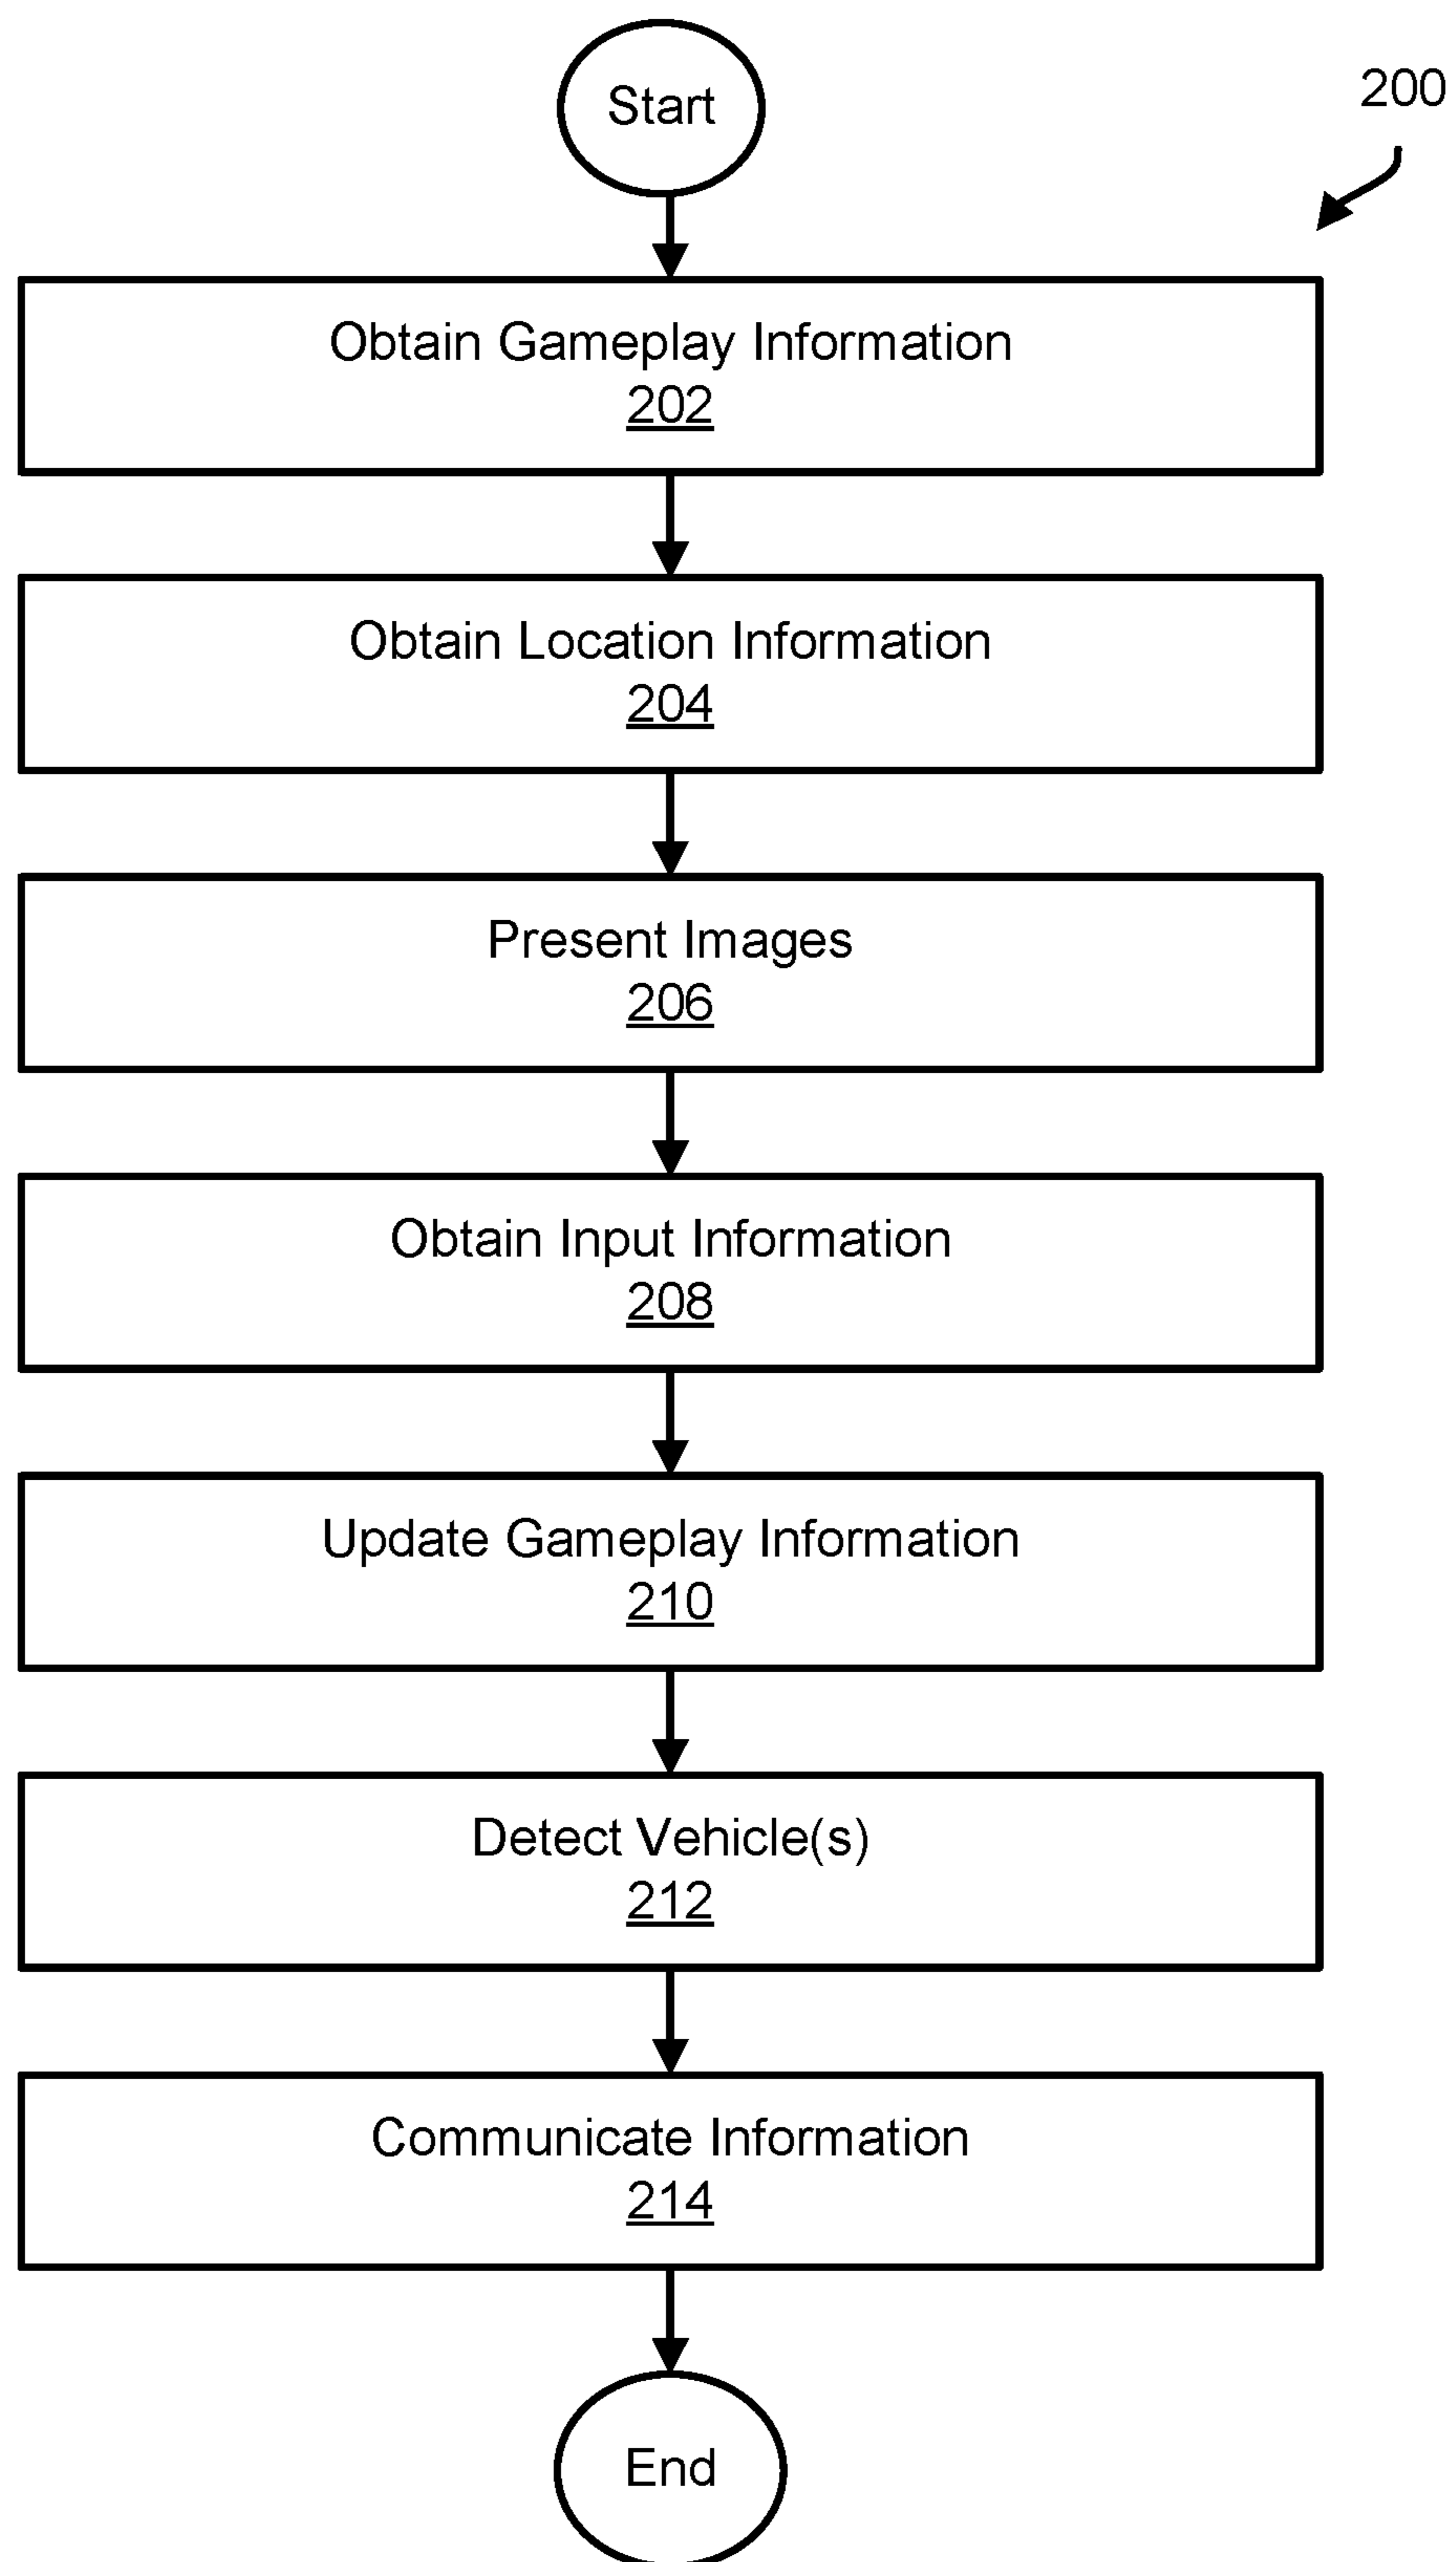 Start
200
Obtain Gameplay Information
202
Obtain Location Information
204
Present Images
206
Obtain Input Information
208
Update Gameplay Information
210
Detect Vehicle(s)
212
Communicate Information
214
End